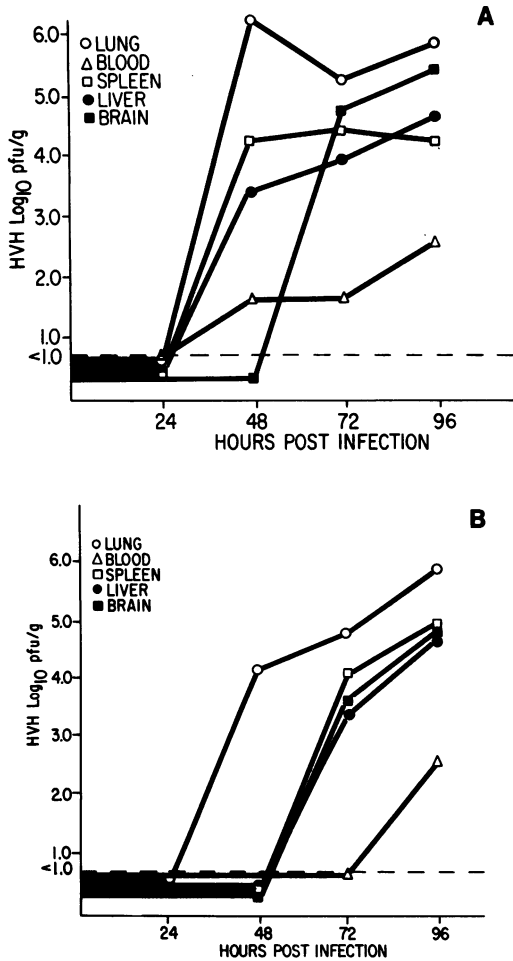 A
6.0
○ LUNG
△ BLOOD
□ SPLEEN
● LIVER
■ BRAIN
5.0
4.0
3.0
2.0
1.0
<1.0
HVH Log10 pfu/g
24 48 72 96
HOURS POST INFECTION
B
○ LUNG
△ BLOOD
□ SPLEEN
● LIVER
■ BRAIN
6.0
5.0
4.0
3.0
2.0
1.0
<1.0
HVH Log10 pfu/g
24 48 72 96
HOURS POST INFECTION